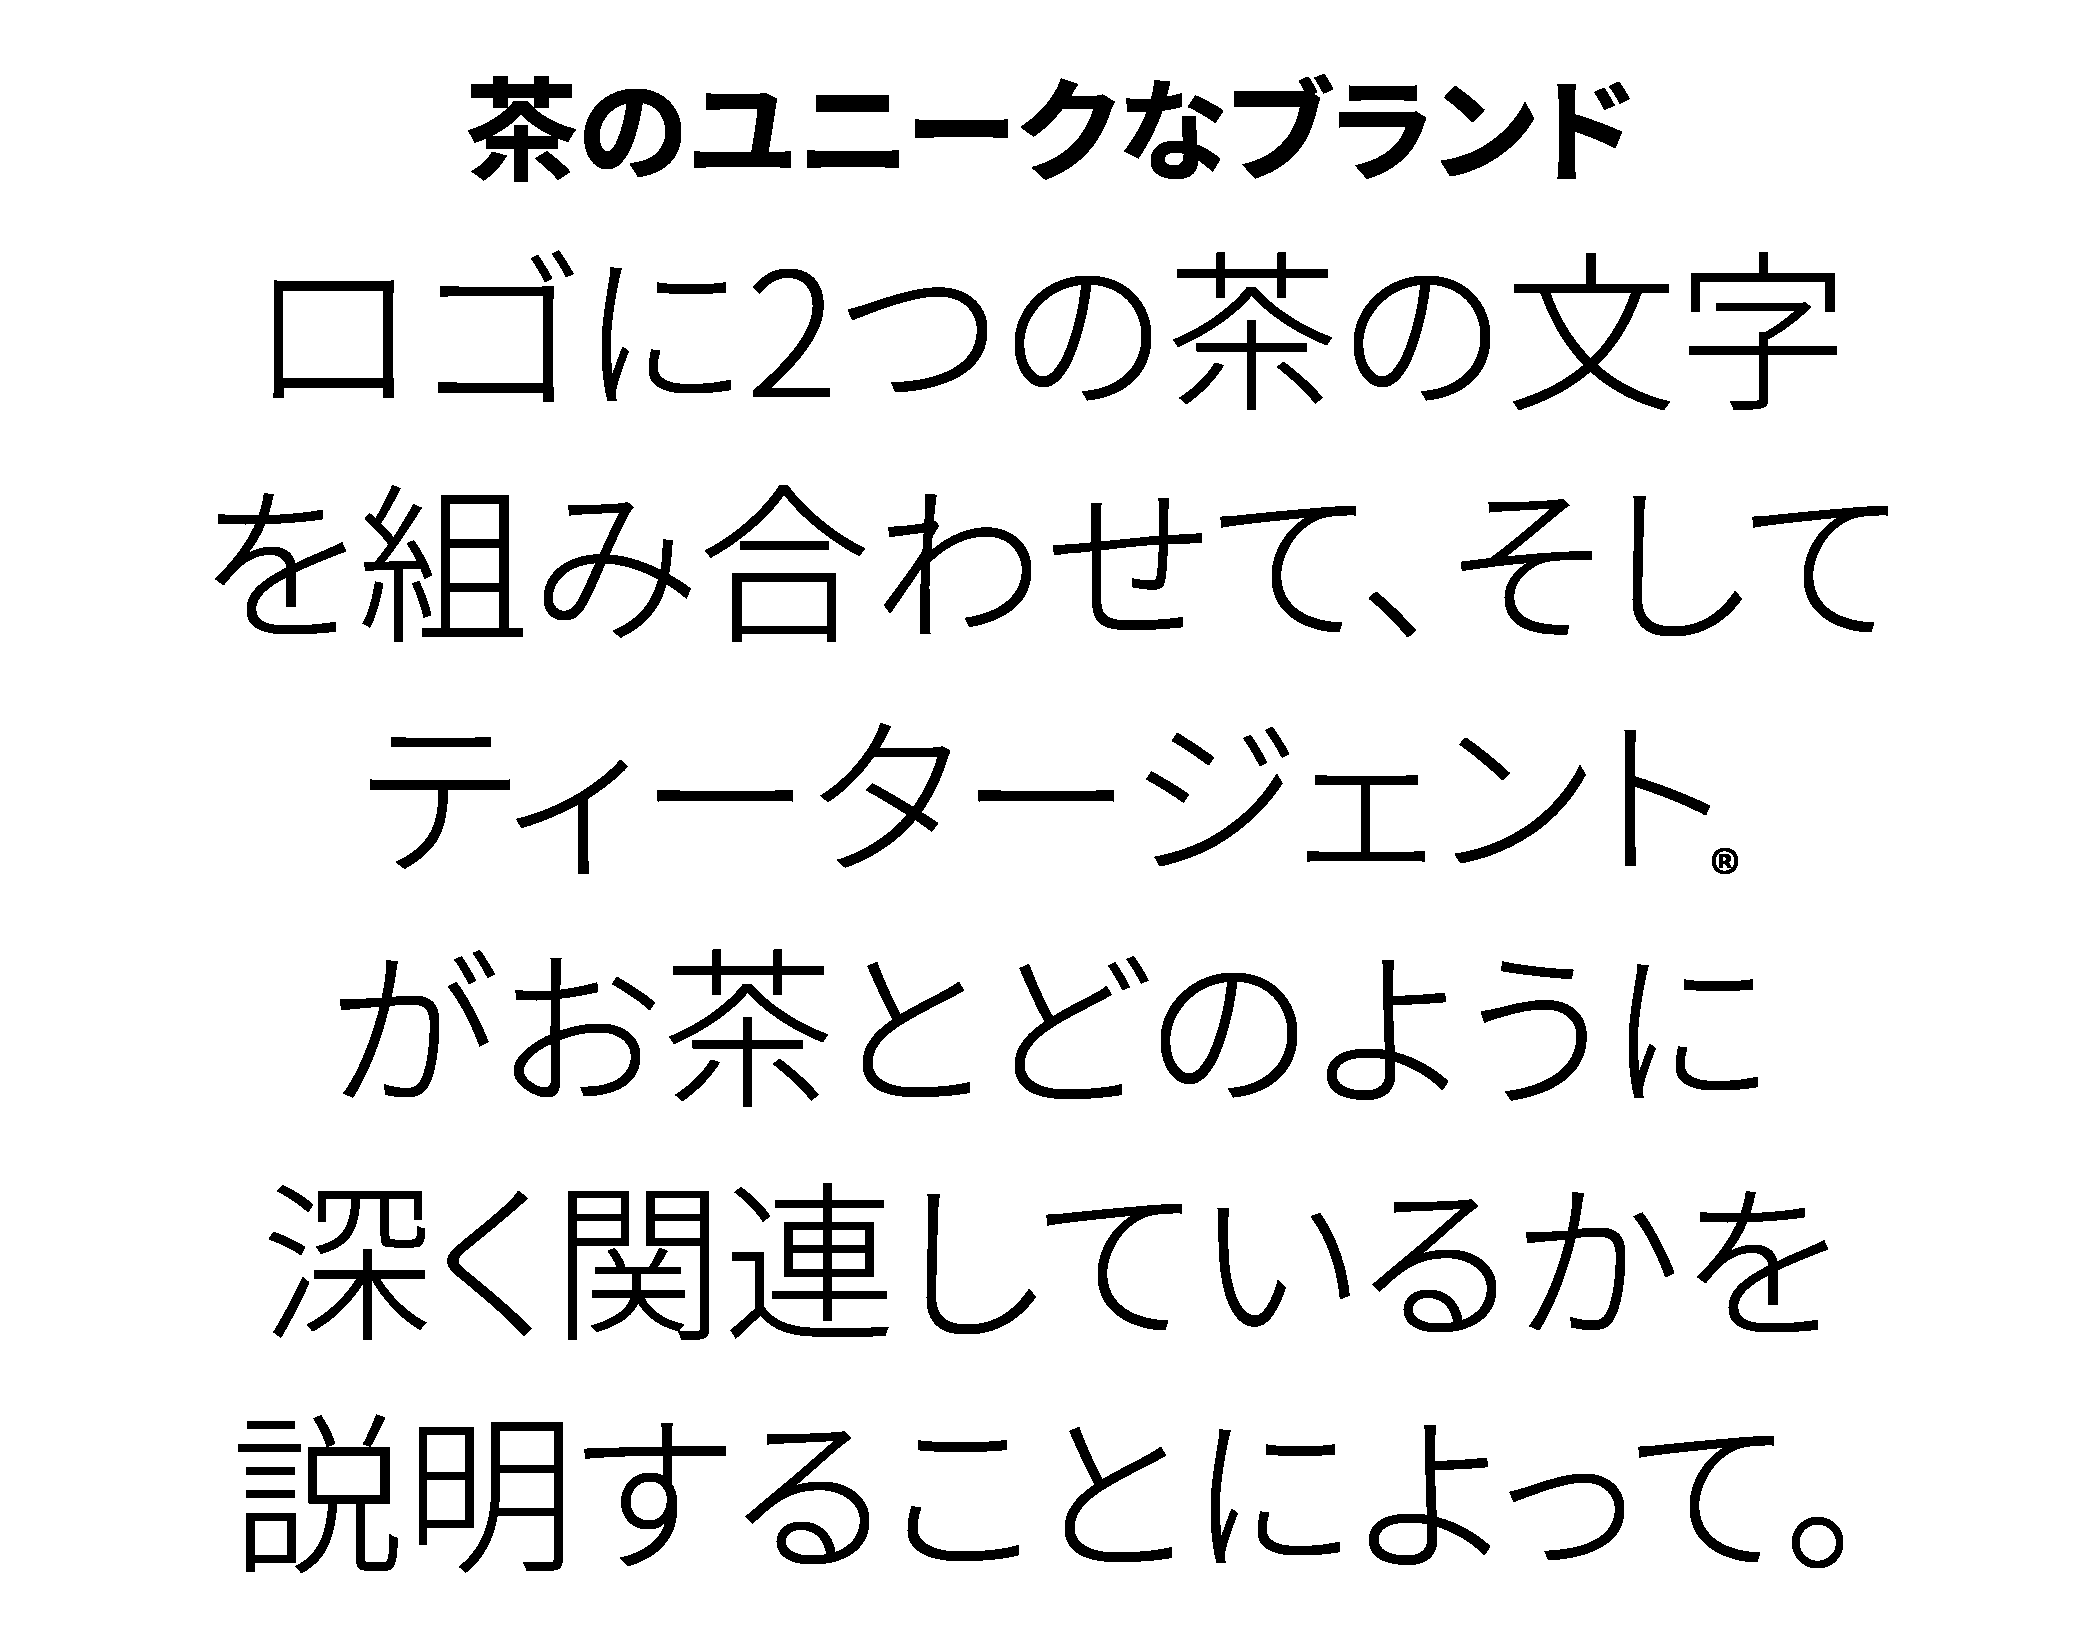 茶のユニークなブランド
ロゴに2つの茶の文字
を組み合わせて、そして
ティータージェント®
がお茶とどのように
深く関連しているかを
説明することによって。